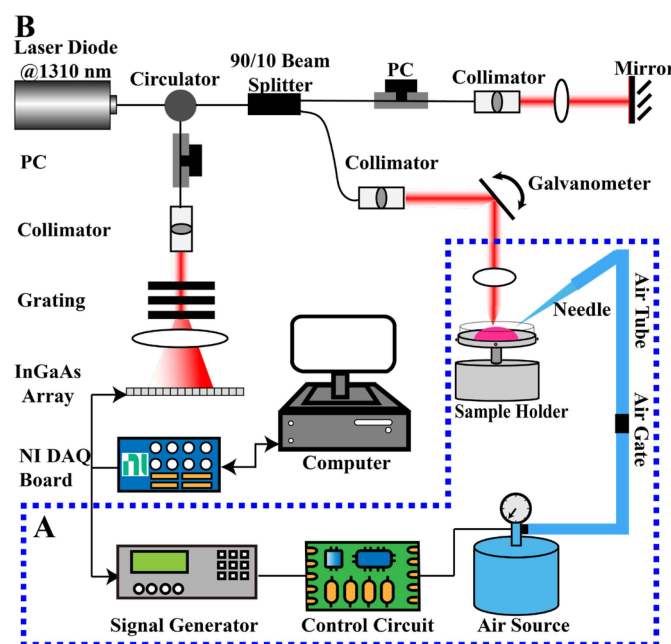 B
Laser Diode
@1310 nm
Circulator
90/10 Beam
Splitter
PC
Collimator
Mirror
PC
Collimator
Galvanometer
Collimator
Grating
Needle
Air Tube
InGaAs
Array
Sample Holder
Air Gate
NI DAQ
Board
Computer
A
Signal Generator
Control Circuit
Air Source